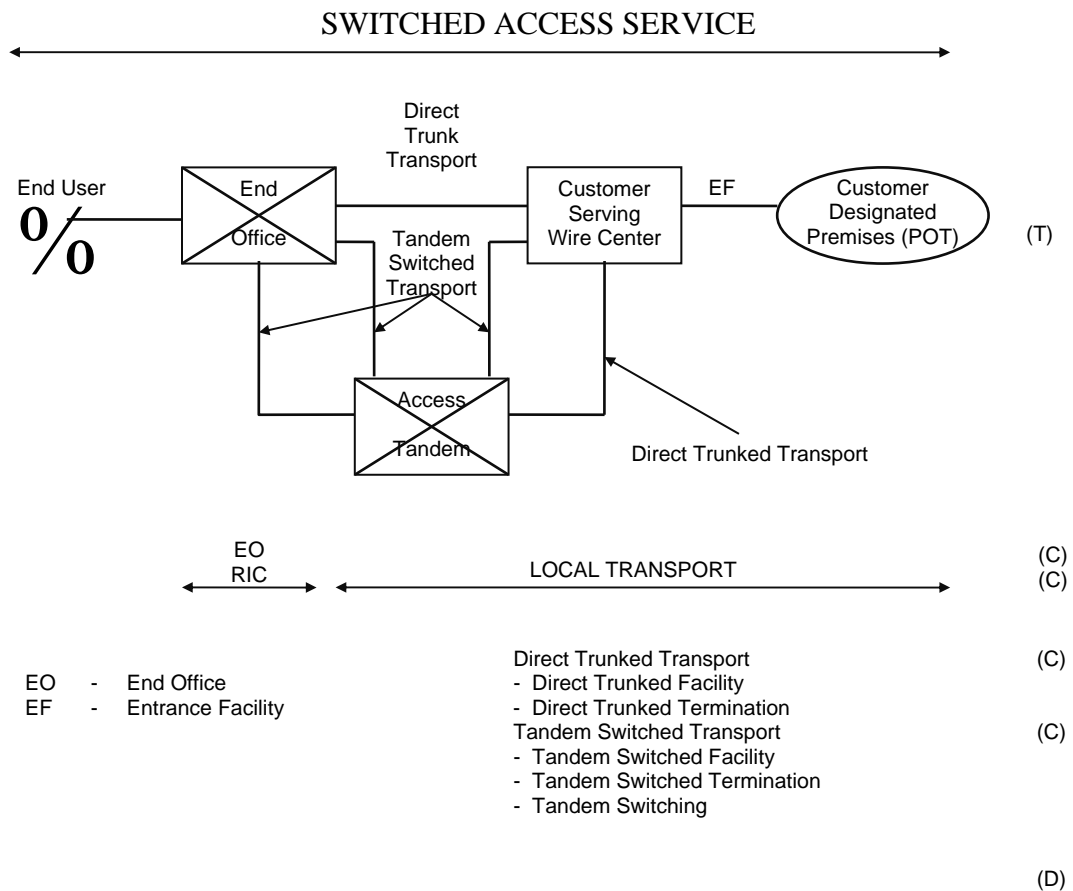 SWITCHED ACCESS SERVICE
Direct
Trunk
Transport
End User
%
End
Office
Customer
Serving
Wire Center
EF
Customer
Designated
Premises (POT)
(T)
Tandem
Switched
Transport
Access
Tandem
Direct Trunked Transport
EO
RIC
LOCAL TRANSPORT
(C)
(C)
EO - End Office
EF - Entrance Facility
Direct Trunked Transport (C)
- Direct Trunked Facility
- Direct Trunked Termination
Tandem Switched Transport (C)
- Tandem Switched Facility
- Tandem Switched Termination
- Tandem Switching
(D)